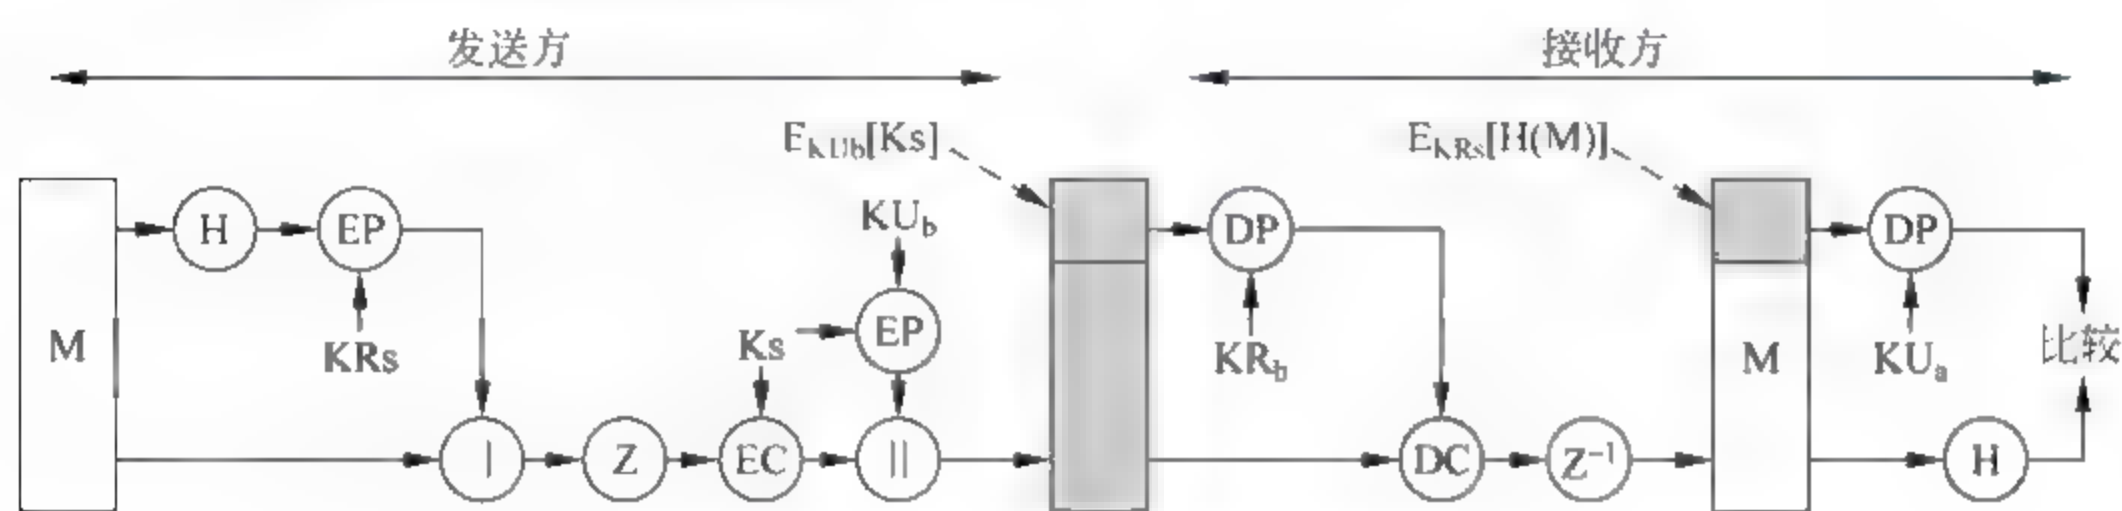 发送方
接收方
E_KUb[Ks]
E_KRs[H(M)]
M
H
EP
KRs
|
Z
Ks
EC
KU_b
EP
||
DP
KR_b
DC
Z⁻¹
M
DP
KU_a
H
比较